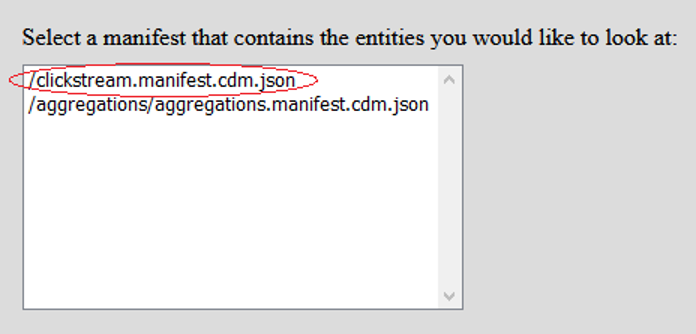 Select a manifest that contains the entities you would like to look at:
/clickstream.manifest.cdm.json
/aggregations/aggregations.manifest.cdm.json